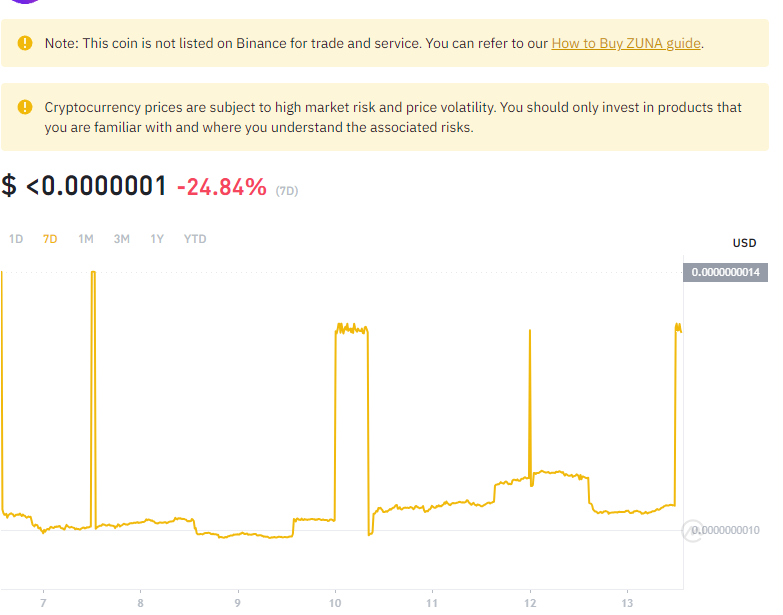 Note: This coin is not listed on Binance for trade and service. You can refer to our How to Buy ZUNA guide.
Cryptocurrency prices are subject to high market risk and price volatility. You should only invest in products that
you are familiar with and where you understand the associated risks.
$ <0.0000001 -24.84% (7D)
1D 7D 1M 3M 1Y YTD
USD
0.0000000014
0.0000000010
7 8 9 10 11 12 13